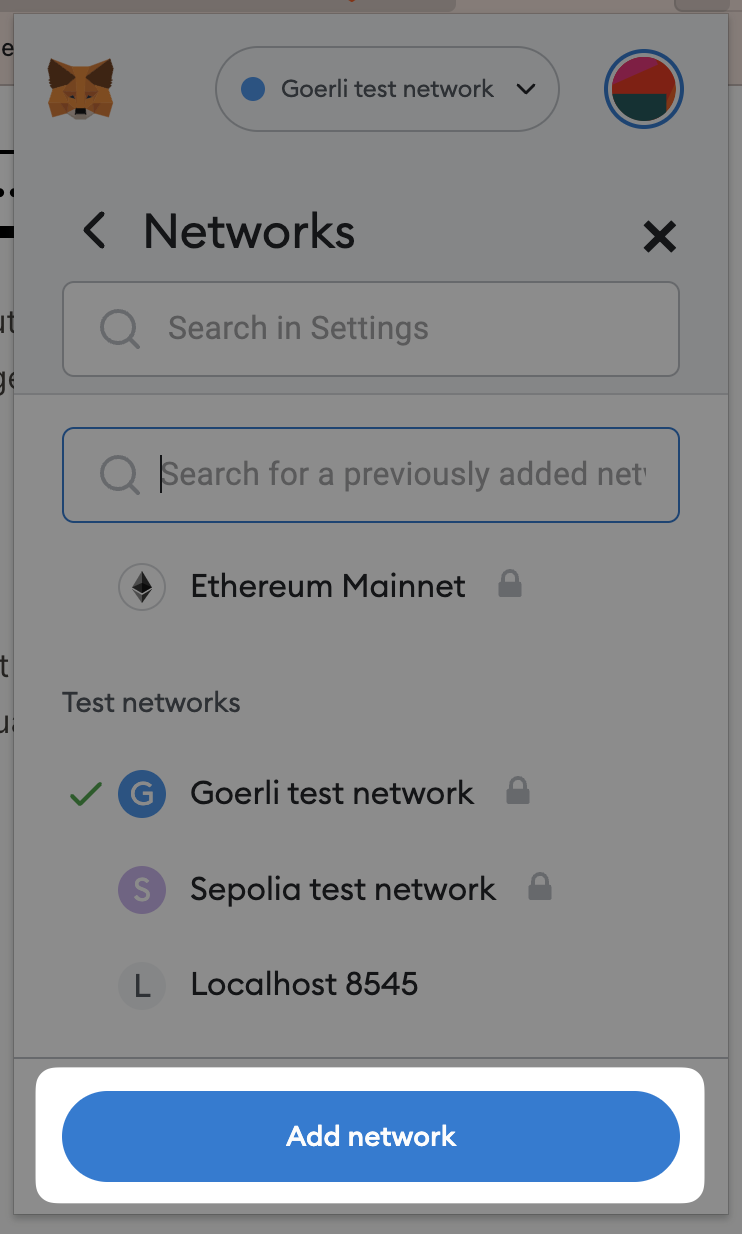 Goerli test network
Networks
Search in Settings
Search for a previously added net
Ethereum Mainnet
Test networks
G Goerli test network
S Sepolia test network
L Localhost 8545
Add network